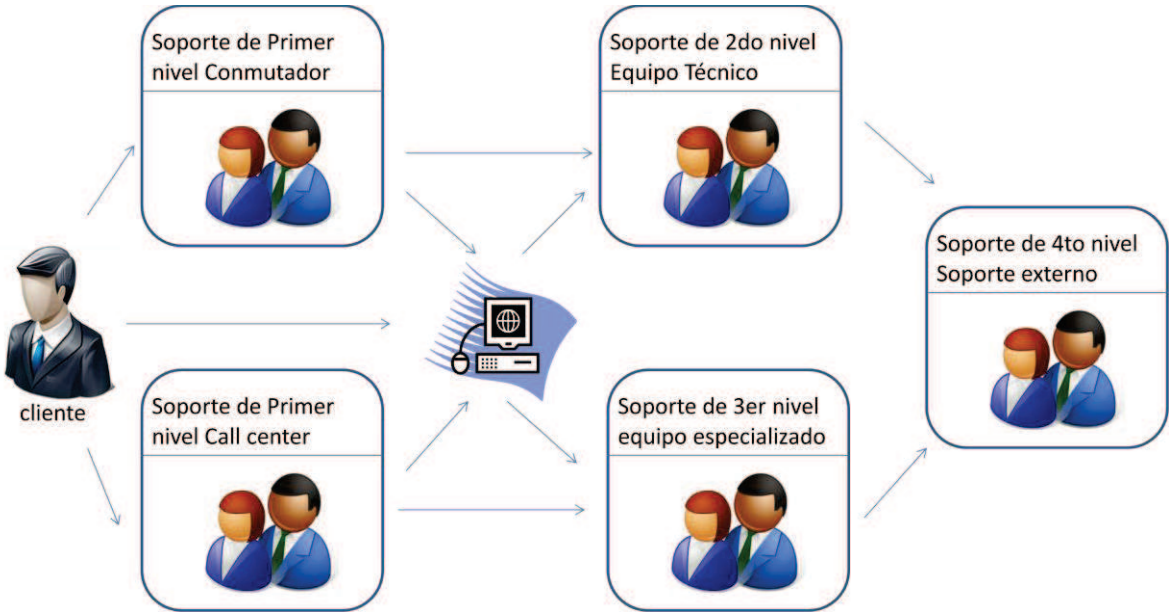 Soporte de Primer
nivel Conmutador
Soporte de 2do nivel
Equipo Técnico
Soporte de 4to nivel
Soporte externo
cliente
Soporte de Primer
nivel Call center
Soporte de 3er nivel
equipo especializado